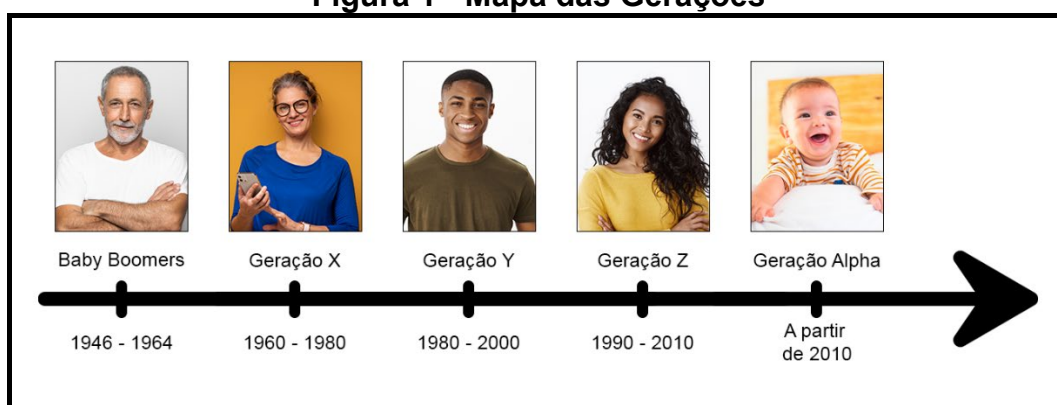 Figura 1 - Mapa das Gerações
Baby Boomers
Geração X
Geração Y
Geração Z
Geração Alpha
1946 - 1964
1960 - 1980
1980 - 2000
1990 - 2010
A partir
de 2010